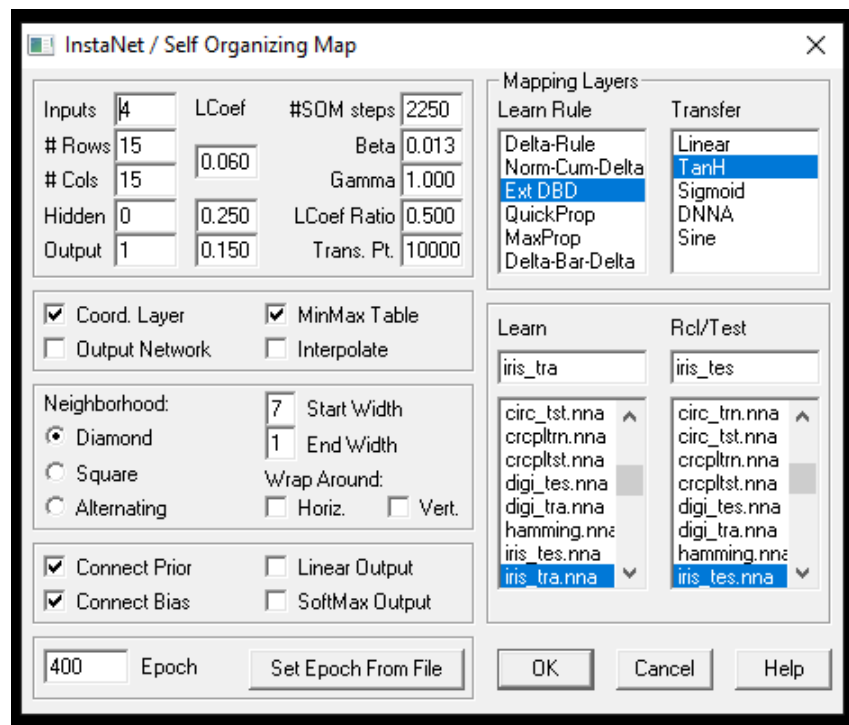 InstaNet / Self Organizing Map
Inputs 4 LCoef #SOM steps 2250
# Rows 15 0.060 Beta 0.013
# Cols 15 Gamma 1.000
Hidden 0 0.250 LCoef Ratio 0.500
Output 1 0.150 Trans. Pt. 10000
Mapping Layers
Learn Rule Transfer
Delta-Rule Linear
Norm-Cum-Delta TanH
Ext DBD Sigmoid
QuickProp DNNA
MaxProp Sine
Delta-Bar-Delta
Coord. Layer MinMax Table
Output Network Interpolate
Neighborhood: 7 Start Width
Diamond 1 End Width
Square Wrap Around:
Alternating Horiz. Vert.
Connect Prior Linear Output
Connect Bias SoftMax Output
400 Epoch Set Epoch From File
Learn Rcl/Test
iris_tra iris_tes
circ_tst.nna circ_trn.nna
crcpltrn.nna circ_tst.nna
crcpltst.nna crcpltrn.nna
digi_tes.nna crcpltst.nna
digi_tra.nna digi_tes.nna
hamming.nna digi_tra.nna
iris_tes.nna hamming.nna
iris_tra.nna iris_tes.nna
OK Cancel Help